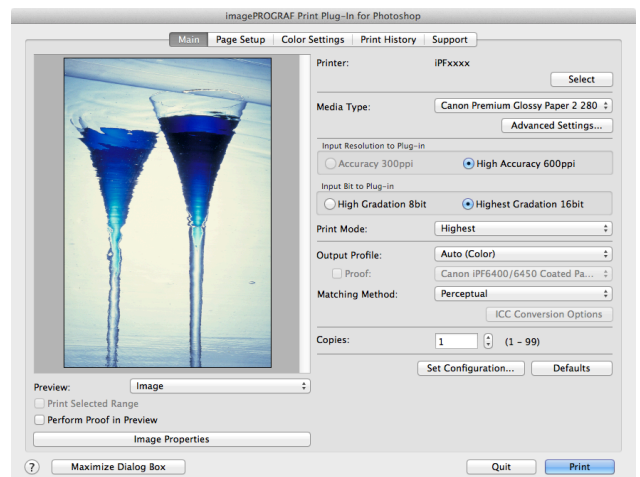 imagePROGRAF Print Plug-In for Photoshop
Main Page Setup Color Settings Print History Support
Printer: iPFxxxx
Select
Media Type: Canon Premium Glossy Paper 2 280
Advanced Settings...
Input Resolution to Plug-in
Accuracy 300ppi High Accuracy 600ppi
Input Bit to Plug-in
High Gradation 8bit Highest Gradation 16bit
Print Mode: Highest
Output Profile: Auto (Color)
Proof: Canon iPF6400/6450 Coated Pa...
Matching Method: Perceptual
ICC Conversion Options
Copies: 1 (1 – 99)
Set Configuration... Defaults
Preview: Image
Print Selected Range
Perform Proof in Preview
Image Properties
? Maximize Dialog Box Quit Print